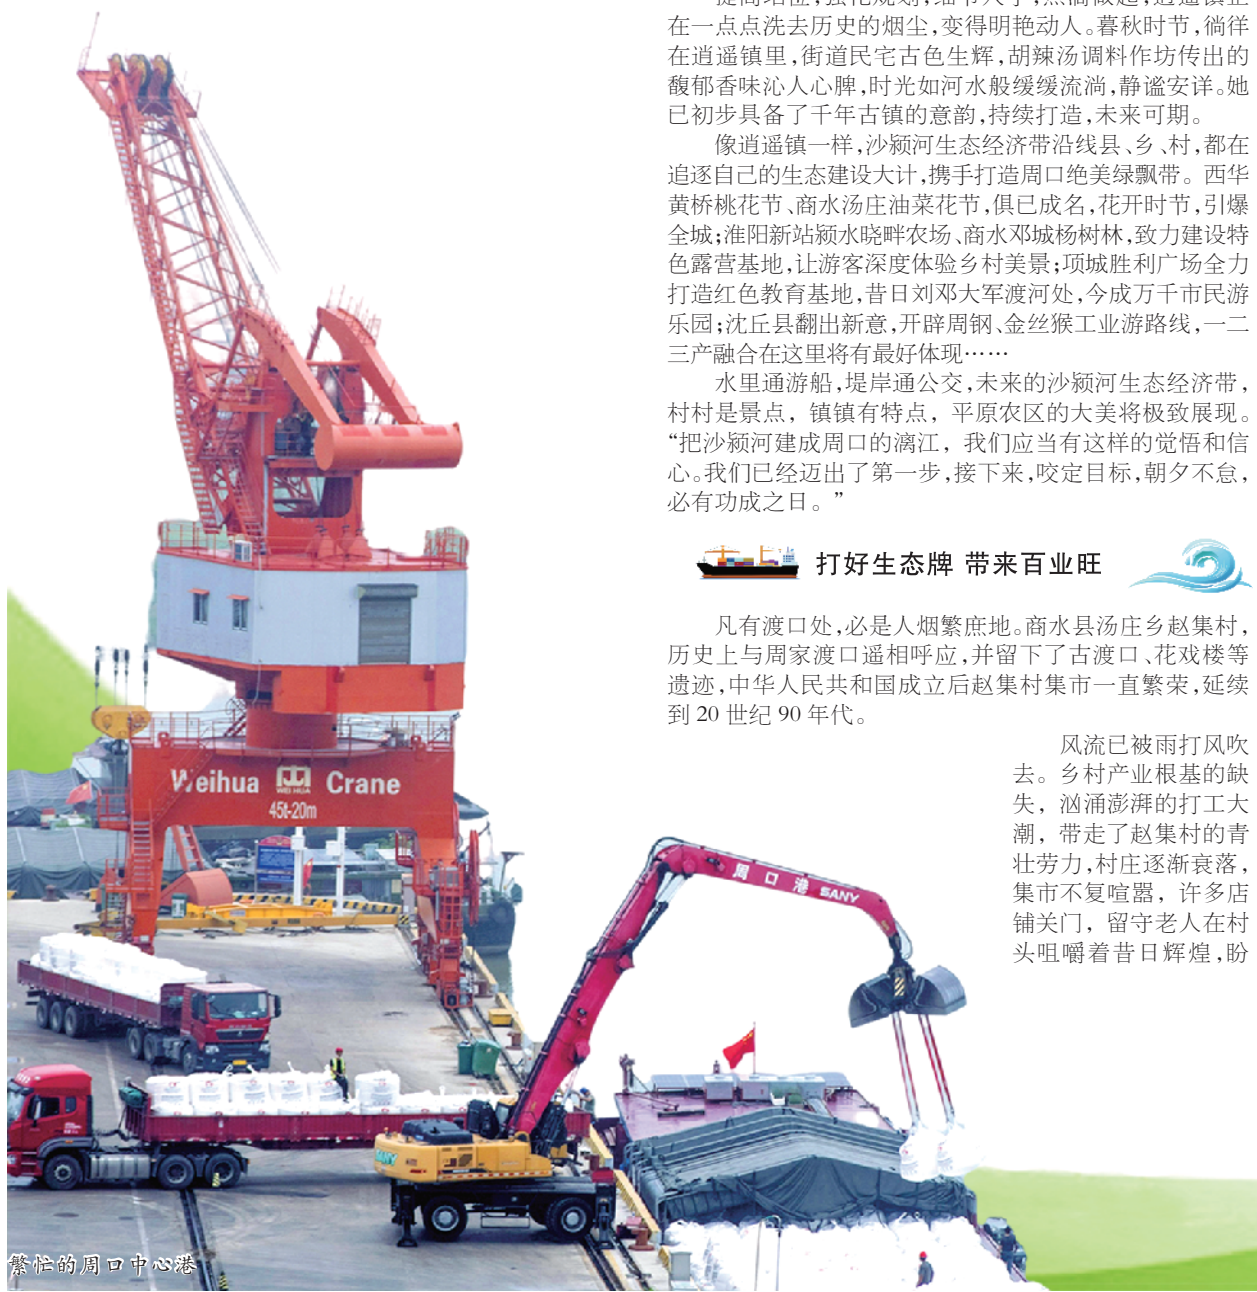 在一点点洗去历史的烟尘,变得明艳动人。暮秋时节,徜徉
在逍遥镇里,街道民宅古色生辉,胡辣汤调料作坊传出的
馥郁香味沁人心脾,时光如河水般缓缓流淌,静谧安详。她
已初步具备了千年古镇的意韵,持续打造,未来可期。
像逍遥镇一样,沙颍河生态经济带沿线县、乡、村,都在
追逐自己的生态建设大计,携手打造周口绝美绿飘带。西华
黄桥桃花节、商水汤庄油菜花节,俱已成名,花开时节,引爆
全城;淮阳新站颍水晓畔农场、商水邓城杨树林,致力建设特
色露营基地,让游客深度体验乡村美景;项城胜利广场全力
打造红色教育基地,昔日刘邓大军渡河处,今成万千市民游
乐园;沈丘县翻出新意,开辟周钢、金丝猴工业游路线,一二
三产融合在这里将有最好体现……
水里通游船,堤岸通公交,未来的沙颍河生态经济带,
村村是景点,镇镇有特点,平原农区的大美将极致展现。
“把沙颍河建成周口的漓江,我们应当有这样的觉悟和信
心。我们已经迈出了第一步,接下来,咬定目标,朝夕不怠,
必有功成之日。”
打好生态牌 带来百业旺
凡有渡口处,必是人烟繁庶地。商水县汤庄乡赵集村,
历史上与周家渡口遥相呼应,并留下了古渡口、花戏楼等
遗迹,中华人民共和国成立后赵集村集市一直繁荣,延续
到 20 世纪 90 年代。
风流已被雨打风吹
去。乡村产业根基的缺
失,汹涌澎湃的打工大
潮,带走了赵集村的青
壮劳力,村庄逐渐衰落,
集市不复喧嚣,许多店
铺关门,留守老人在村
头咀嚼着昔日辉煌,盼
Weihua WEI HUA Crane
45t-20m
周口港 SANY
SANY
繁忙的周口中心港